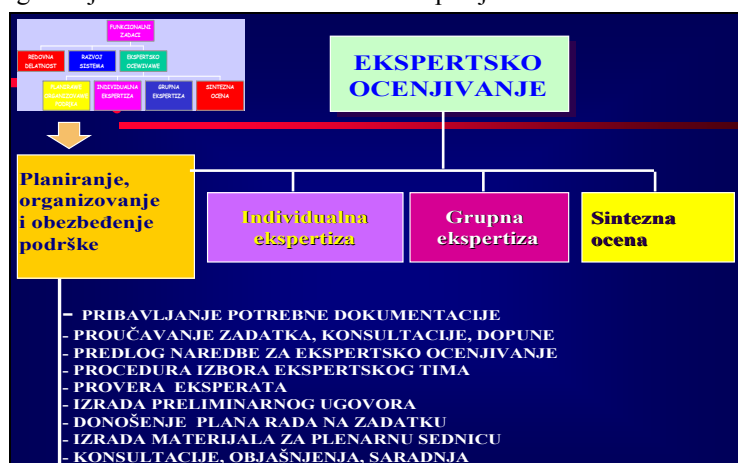 FUNKCIONALNI
ZADACI
REDOVNA
DELATNOST
RAZVOJ
SISTEMA
EKSPERTSKO
OCEWIVAWE
INDIVIDUALNA
EKSPERTIZA
GRUPNA
EKSPERTIZA
SINTEZNA
OCENA
EKSPERTSKO
OCENJIVANJE
Planiranje,
organizovanje
i obezbeđenje
podrške
Individualna
ekspertiza
Grupna
ekspertiza
Sintezna
ocena
- PRIBAVLJANJE POTREBNE DOKUMENTACIJE
- PROUČAVANJE ZADATKA, KONSULTACIJE, DOPUNE
- PREDLOG NAREDBE ZA EKSPERTSKO OCENJIVANJE
- PROCEDURA IZBORA EKSPERTSKOG TIMA
- PROVERA EKSPERATA
- IZRADA PRELIMINARNOG UGOVORA
- DONOŠENJE PLANA RADA NA ZADATKU
- IZRADA MATERIJALA ZA PLENARNU SEDNICU
- KONSULTACIJE, OBJAŠNJENJA, SARADNJA